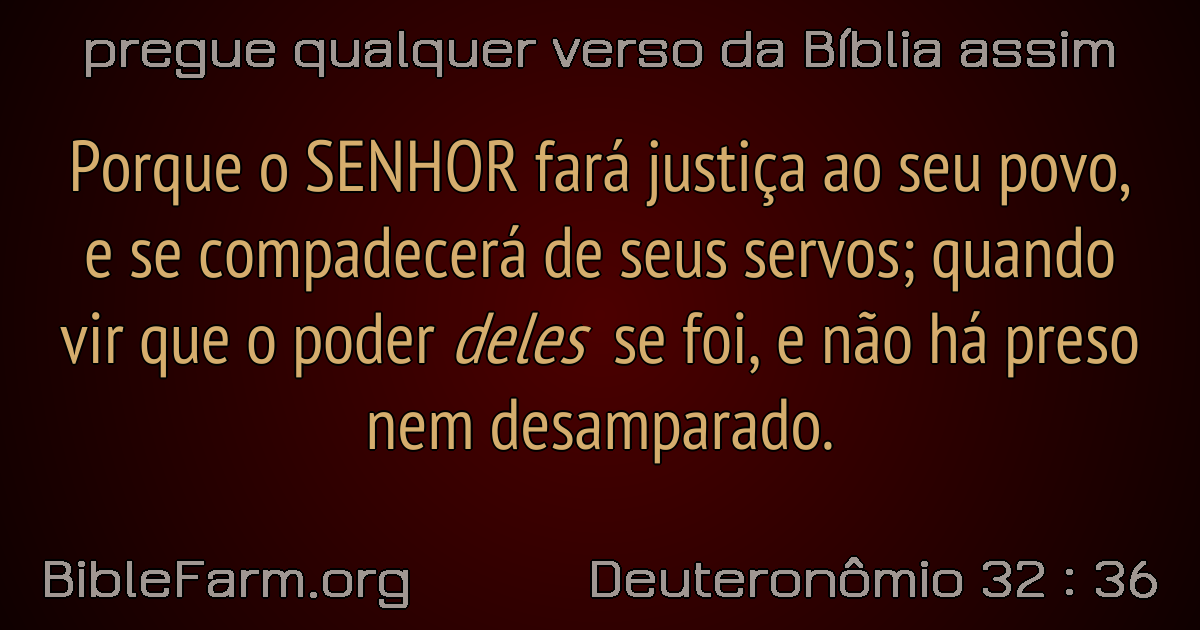 pregue qualquer verso da Bíblia assim
Porque o SENHOR fará justiça ao seu povo,
e se compadecerá de seus servos; quando
vir que o poder deles se foi, e não há preso
nem desamparado.
BibleFarm.org
Deuteronômio 32 : 36